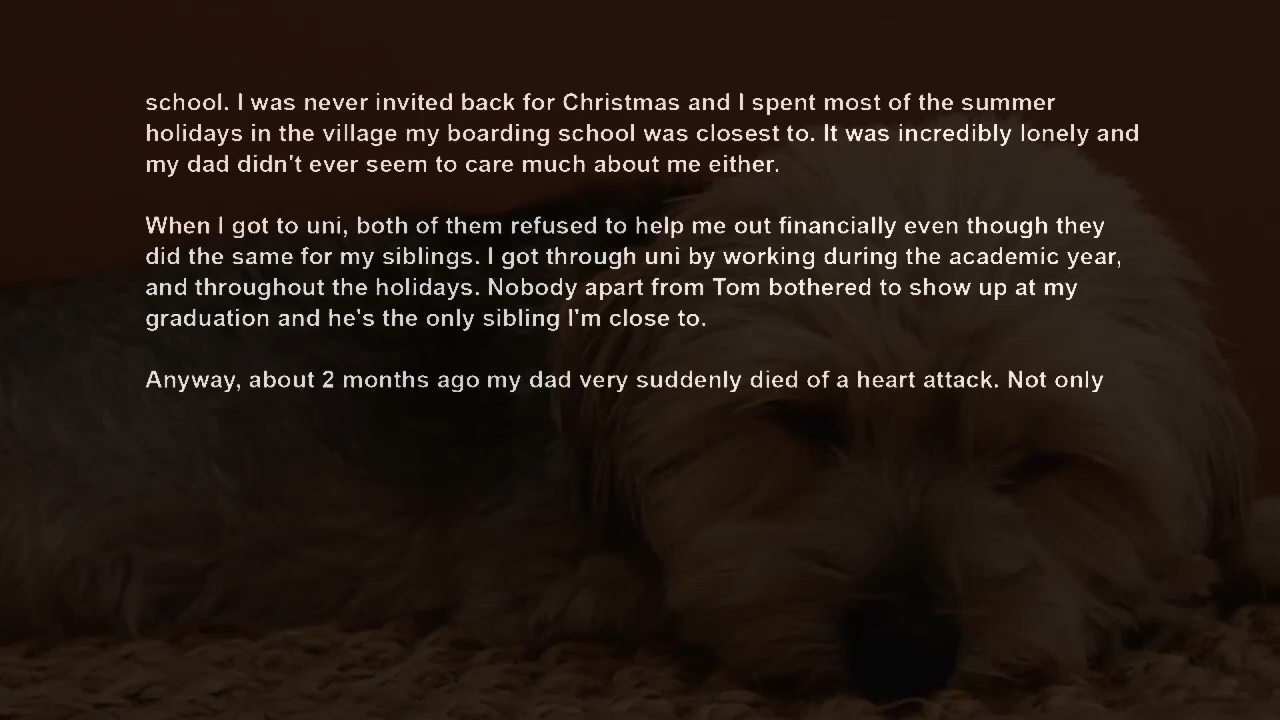 school. I was never invited back for Christmas and I spent most of the summer
holidays in the village my boarding school was closest to. It was incredibly lonely and
my dad didn't ever seem to care much about me either.
When I got to uni, both of them refused to help me out financially even though they
did the same for my siblings. I got through uni by working during the academic year,
and throughout the holidays. Nobody apart from Tom bothered to show up at my
graduation and he's the only sibling I'm close to.
Anyway, about 2 months ago my dad very suddenly died of a heart attack. Not only